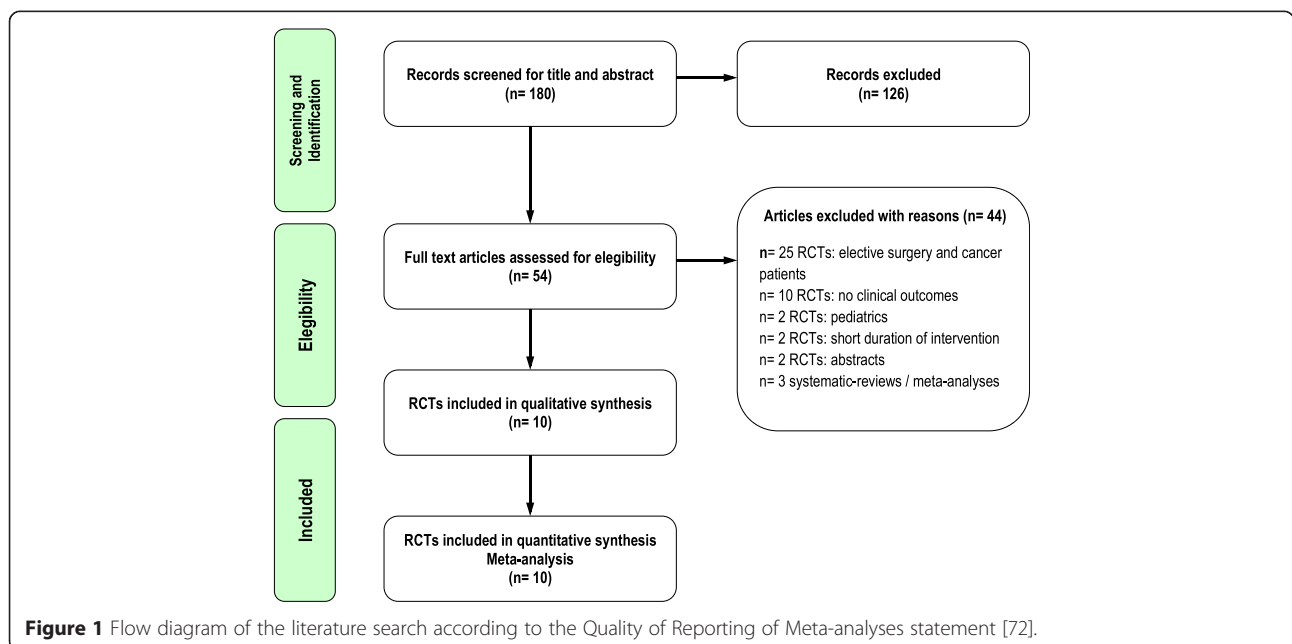 Screening and
Identification
Records screened for title and abstract
(n= 180)
Records excluded
(n= 126)
Elegibility
Full text articles assessed for elegibility
(n= 54)
Articles excluded with reasons (n= 44)
n= 25 RCTs: elective surgery and cancer
patients
n= 10 RCTs: no clinical outcomes
n= 2 RCTs: pediatrics
n= 2 RCTs: short duration of intervention
n= 2 RCTs: abstracts
n= 3 systematic-reviews / meta-analyses
RCTs included in qualitative synthesis
(n= 10)
Included
RCTs included in quantitative synthesis
Meta-analysis
(n= 10)
Figure 1 Flow diagram of the literature search according to the Quality of Reporting of Meta-analyses statement [72].